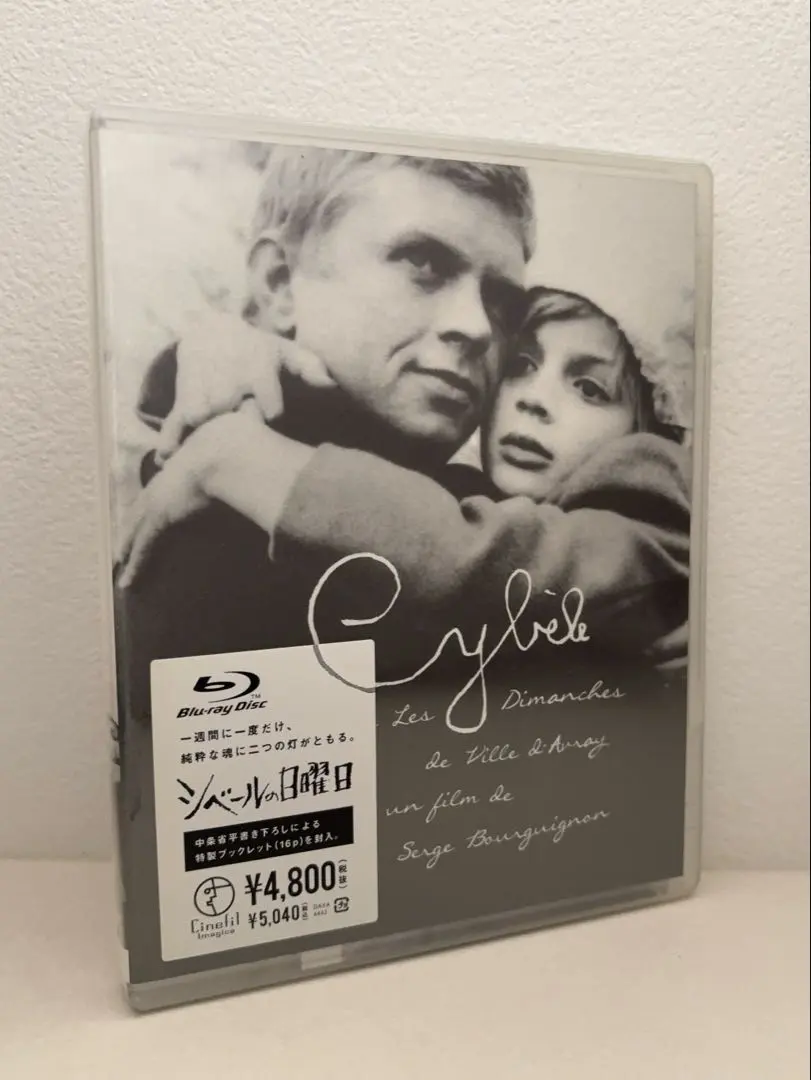 Cybèle
Les Dimanches
de Ville d'Avray
un film de
Serge Bourguignon
Blu-ray Disc™
一週間に一度だけ、
純粋な魂に二つの灯がともる。
シベールの日曜日
中条省平書き下ろしによる
特製ブックレット(16p)を封入。
¥4,800(税抜)
¥5,040(税込)
Cinefil
Imagica